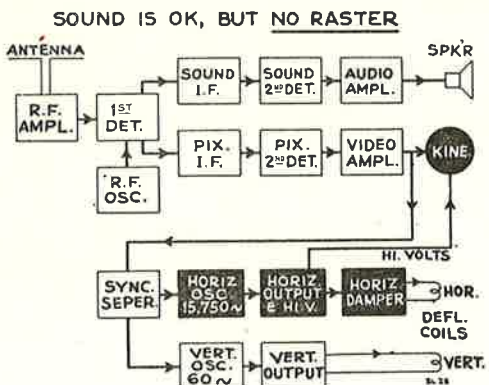 SOUND IS OK, BUT NO RASTER
ANTENNA
SPK'R
R.F.
AMPL.
1ST
DET.
SOUND
I.F.
SOUND
2ND DET.
AUDIO
AMPL.
R.F.
OSC.
PIX.
I.F.
PIX.
2ND DET.
VIDEO
AMPL.
KINE.
HI. VOLTS
SYNC.
SEPER.
HORIZ
OSC
15,750~
HORIZ.
OUTPUT
& HI V.
HORIZ
DAMPER
HOR.
DEFL.
COILS
VERT.
OSC.
60~
VERT.
OUTPUT
VERT.